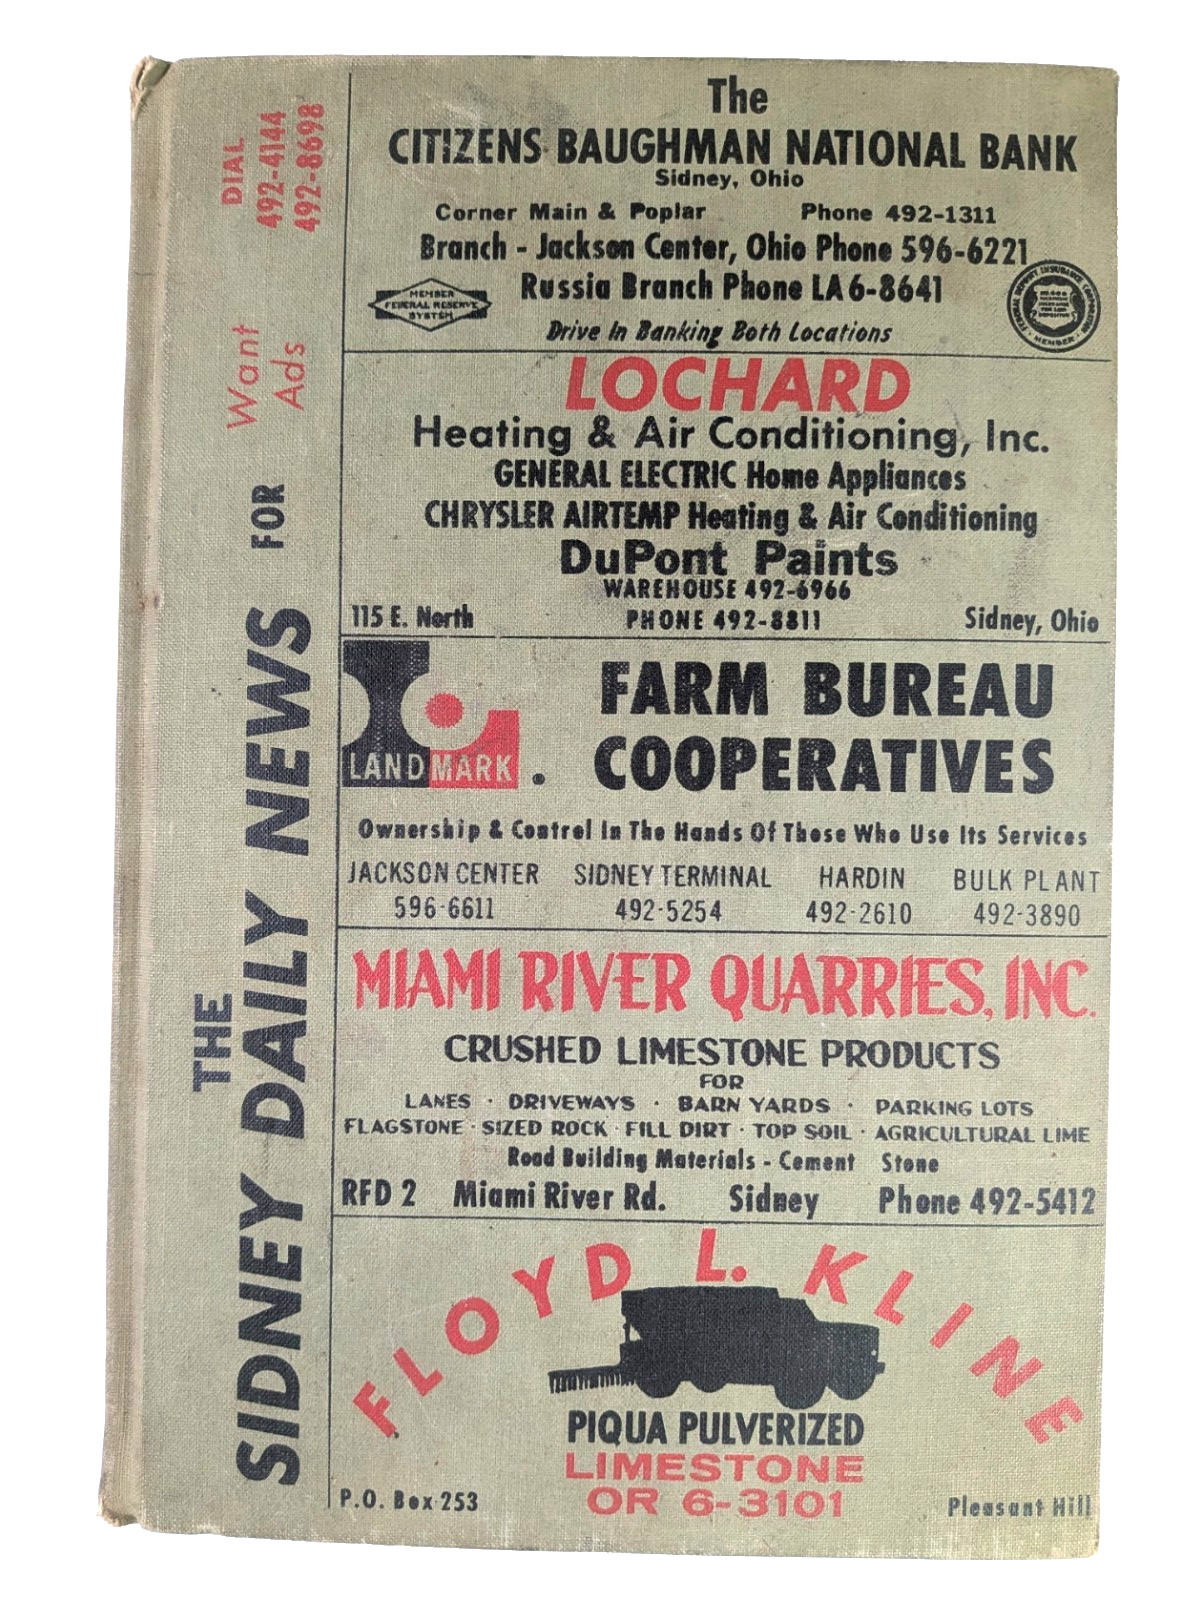 The
CITIZENS BAUGHMAN NATIONAL BANK
Sidney, Ohio
Corner Main & Poplar Phone 492-1311
Branch - Jackson Center, Ohio Phone 596-6221
Russia Branch Phone LA 6-8641
MEMBER
FEDERAL RESERVE
SYSTEM
Drive In Banking Both Locations
FEDERAL DEPOSIT INSURANCE CORPORATION
MEMBER
LOCHARD
Heating & Air Conditioning, Inc.
GENERAL ELECTRIC Home Appliances
CHRYSLER AIRTEMP Heating & Air Conditioning
DuPont Paints
WAREHOUSE 492-6966
115 E. North PHONE 492-8811 Sidney, Ohio
LANDMARK.
FARM BUREAU
COOPERATIVES
Ownership & Control In The Hands Of Those Who Use Its Services
JACKSON CENTER SIDNEY TERMINAL HARDIN BULK PLANT
596-6611 492-5254 492-2610 492-3890
MIAMI RIVER QUARRIES, INC.
CRUSHED LIMESTONE PRODUCTS
FOR
LANES · DRIVEWAYS · BARN YARDS · PARKING LOTS
FLAGSTONE · SIZED ROCK · FILL DIRT · TOP SOIL · AGRICULTURAL LIME
Road Building Materials - Cement Stone
RFD 2 Miami River Rd. Sidney Phone 492-5412
FLOYD L. KLINE
PIQUA PULVERIZED
LIMESTONE
OR 6-3101
P.O. Box 253 Pleasant Hill
THE
SIDNEY DAILY NEWS FOR
Want
Ads
DIAL
492-4144
492-8698